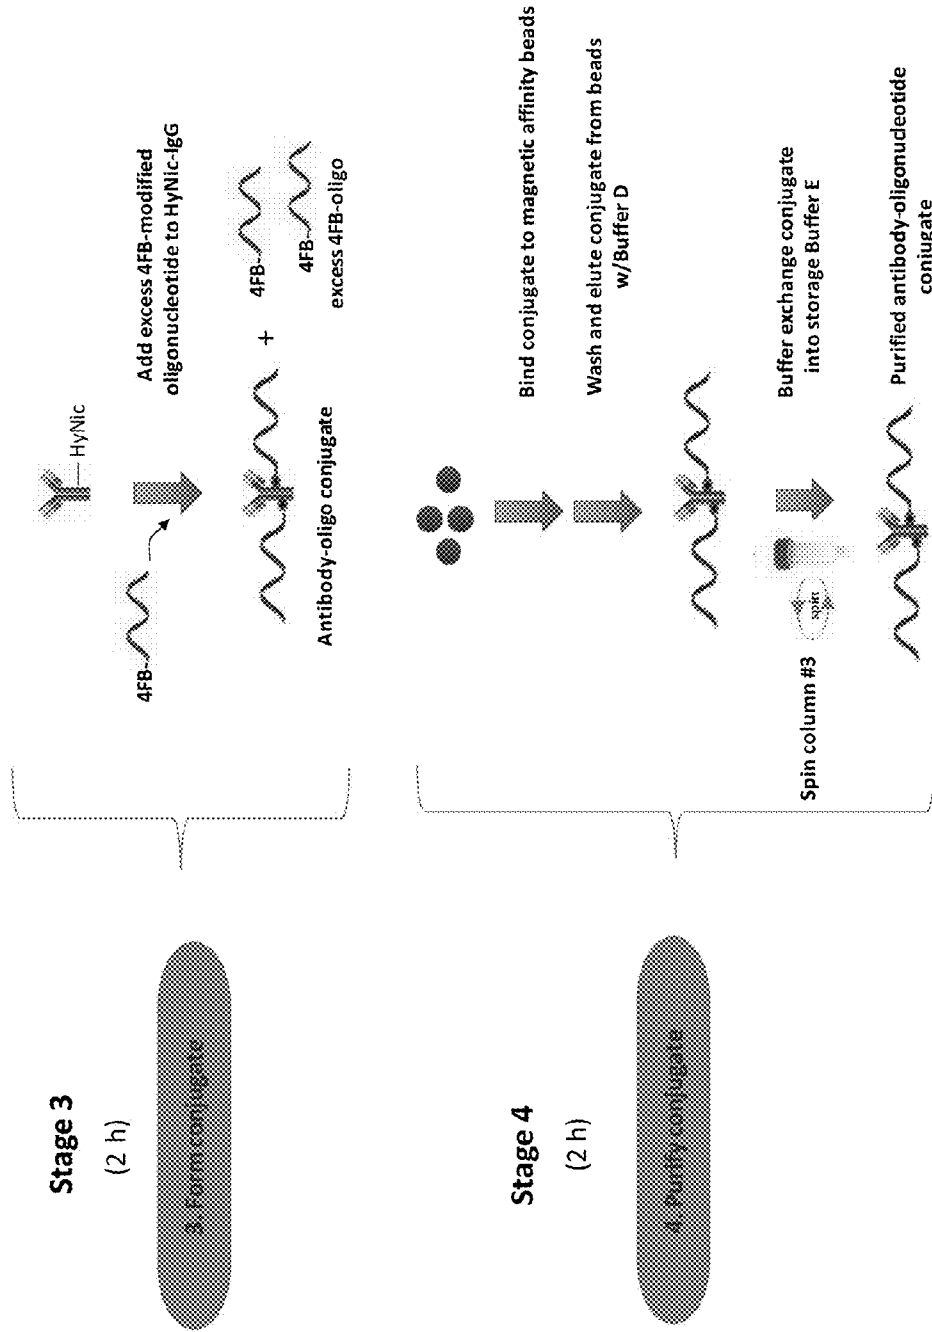 Stage 3
(2 h)
3. Form conjugate
HyNic
4FB-
Add excess 4FB-modified
oligonucleotide to HyNic-IgG
+
4FB-
4FB-
excess 4FB-oligo
Antibody-oligo conjugate
Stage 4
(2 h)
4. Purify conjugate
Bind conjugate to magnetic affinity beads
Wash and elute conjugate from beads
w/Buffer D
Spin column #3
spin
Buffer exchange conjugate
into storage Buffer E
Purified antibody-oligonucleotide
conjugate